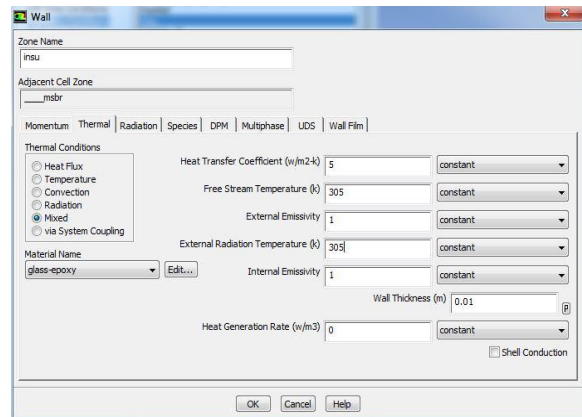 Wall
Zone Name
insu
Adjacent Cell Zone
____msbr
Momentum Thermal Radiation Species DPM Multiphase UDS Wall Film
Thermal Conditions
Heat Flux
Temperature
Convection
Radiation
Mixed
via System Coupling
Material Name
glass-epoxy Edit...
Heat Transfer Coefficient (w/m2-k) 5 constant
Free Stream Temperature (k) 305 constant
External Emissivity 1 constant
External Radiation Temperature (k) 305 constant
Internal Emissivity 1 constant
Wall Thickness (m) 0.01 P
Heat Generation Rate (w/m3) 0 constant
Shell Conduction
OK Cancel Help